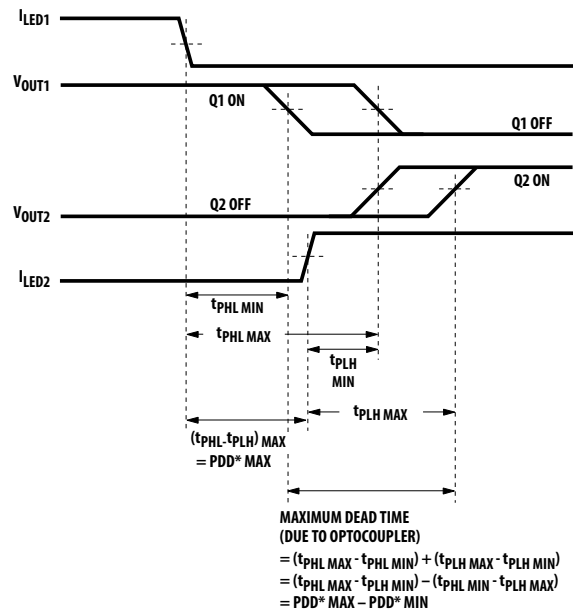 ILED1
VOUT1
Q1 ON
Q1 OFF
Q2 ON
Q2 OFF
VOUT2
ILED2
tPHL MIN
tPHL MAX
tPLH
MIN
tPLH MAX
(tPHL-tPLH) MAX
= PDD* MAX
MAXIMUM DEAD TIME
(DUE TO OPTOCOUPLER)
= (tPHL MAX - tPHL MIN) + (tPLH MAX - tPLH MIN)
= (tPHL MAX - tPLH MIN) – (tPHL MIN - tPLH MAX)
= PDD* MAX – PDD* MIN